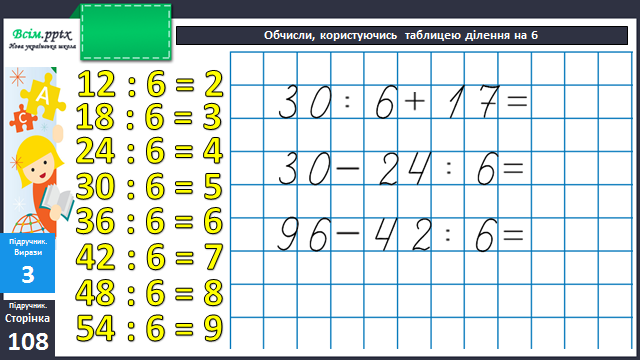 Всім.pptx
Нова українська школа
Обчисли, користуючись таблицею ділення на 6
12 : 6 = 2
18 : 6 = 3
24 : 6 = 4
30 : 6 = 5
36 : 6 = 6
42 : 6 = 7
48 : 6 = 8
54 : 6 = 9
30 : 6 + 17 =
30 − 24 : 6 =
96 − 42 : 6 =
А
С
Підручник.
Вирази
3
Підручник.
Сторінка
108